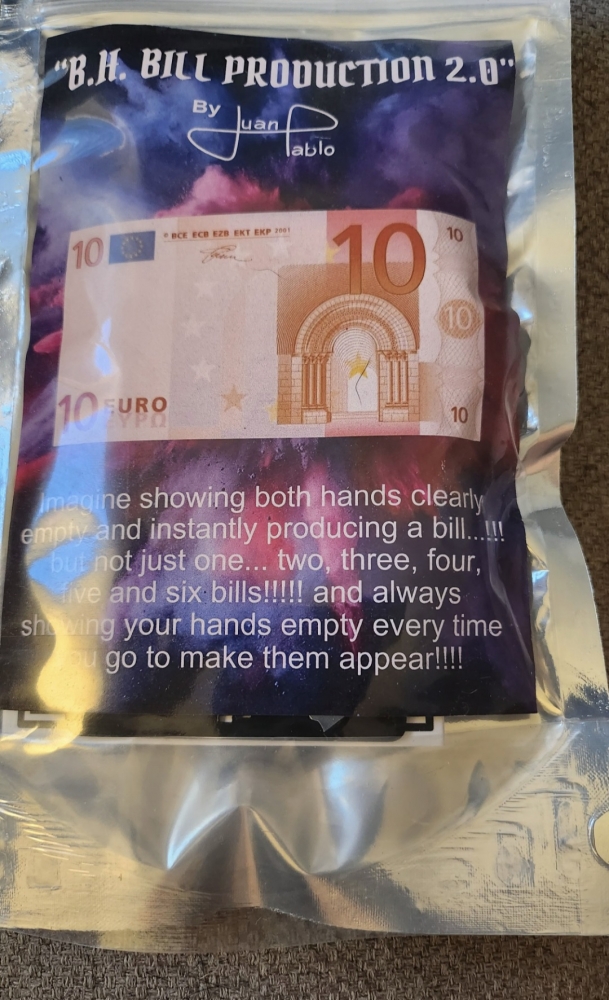 "B.H. BILL PRODUCTION 2.0"
By Juan Pablo
10 © BCE ECB EZB EKT EKP 2001 10 10
10
10 EURO 10
ΕΥΡΩ
Imagine showing both hands clearly
empty and instantly producing a bill...!!!
but not just one... two, three, four,
five and six bills!!!!! and always
showing your hands empty every time
you go to make them appear!!!!